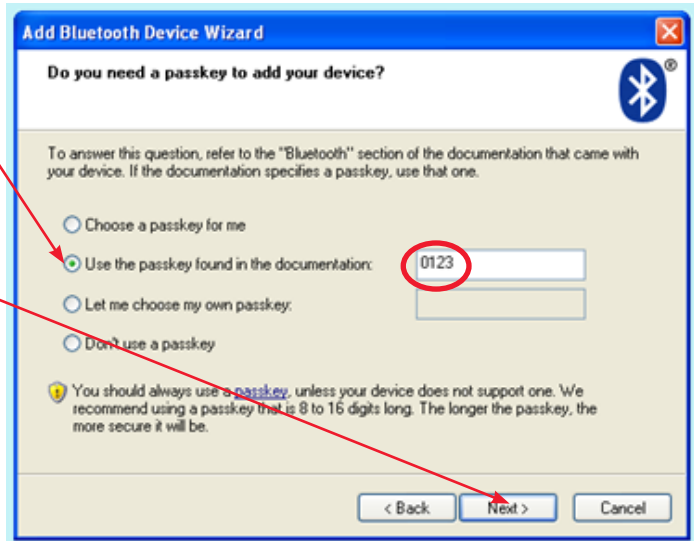 Add Bluetooth Device Wizard
Do you need a passkey to add your device?
®
To answer this question, refer to the "Bluetooth" section of the documentation that came with
your device. If the documentation specifies a passkey, use that one.
Choose a passkey for me
Use the passkey found in the documentation: 0123
Let me choose my own passkey:
Don't use a passkey
You should always use a passkey, unless your device does not support one. We
recommend using a passkey that is 8 to 16 digits long. The longer the passkey, the
more secure it will be.
< Back Next > Cancel